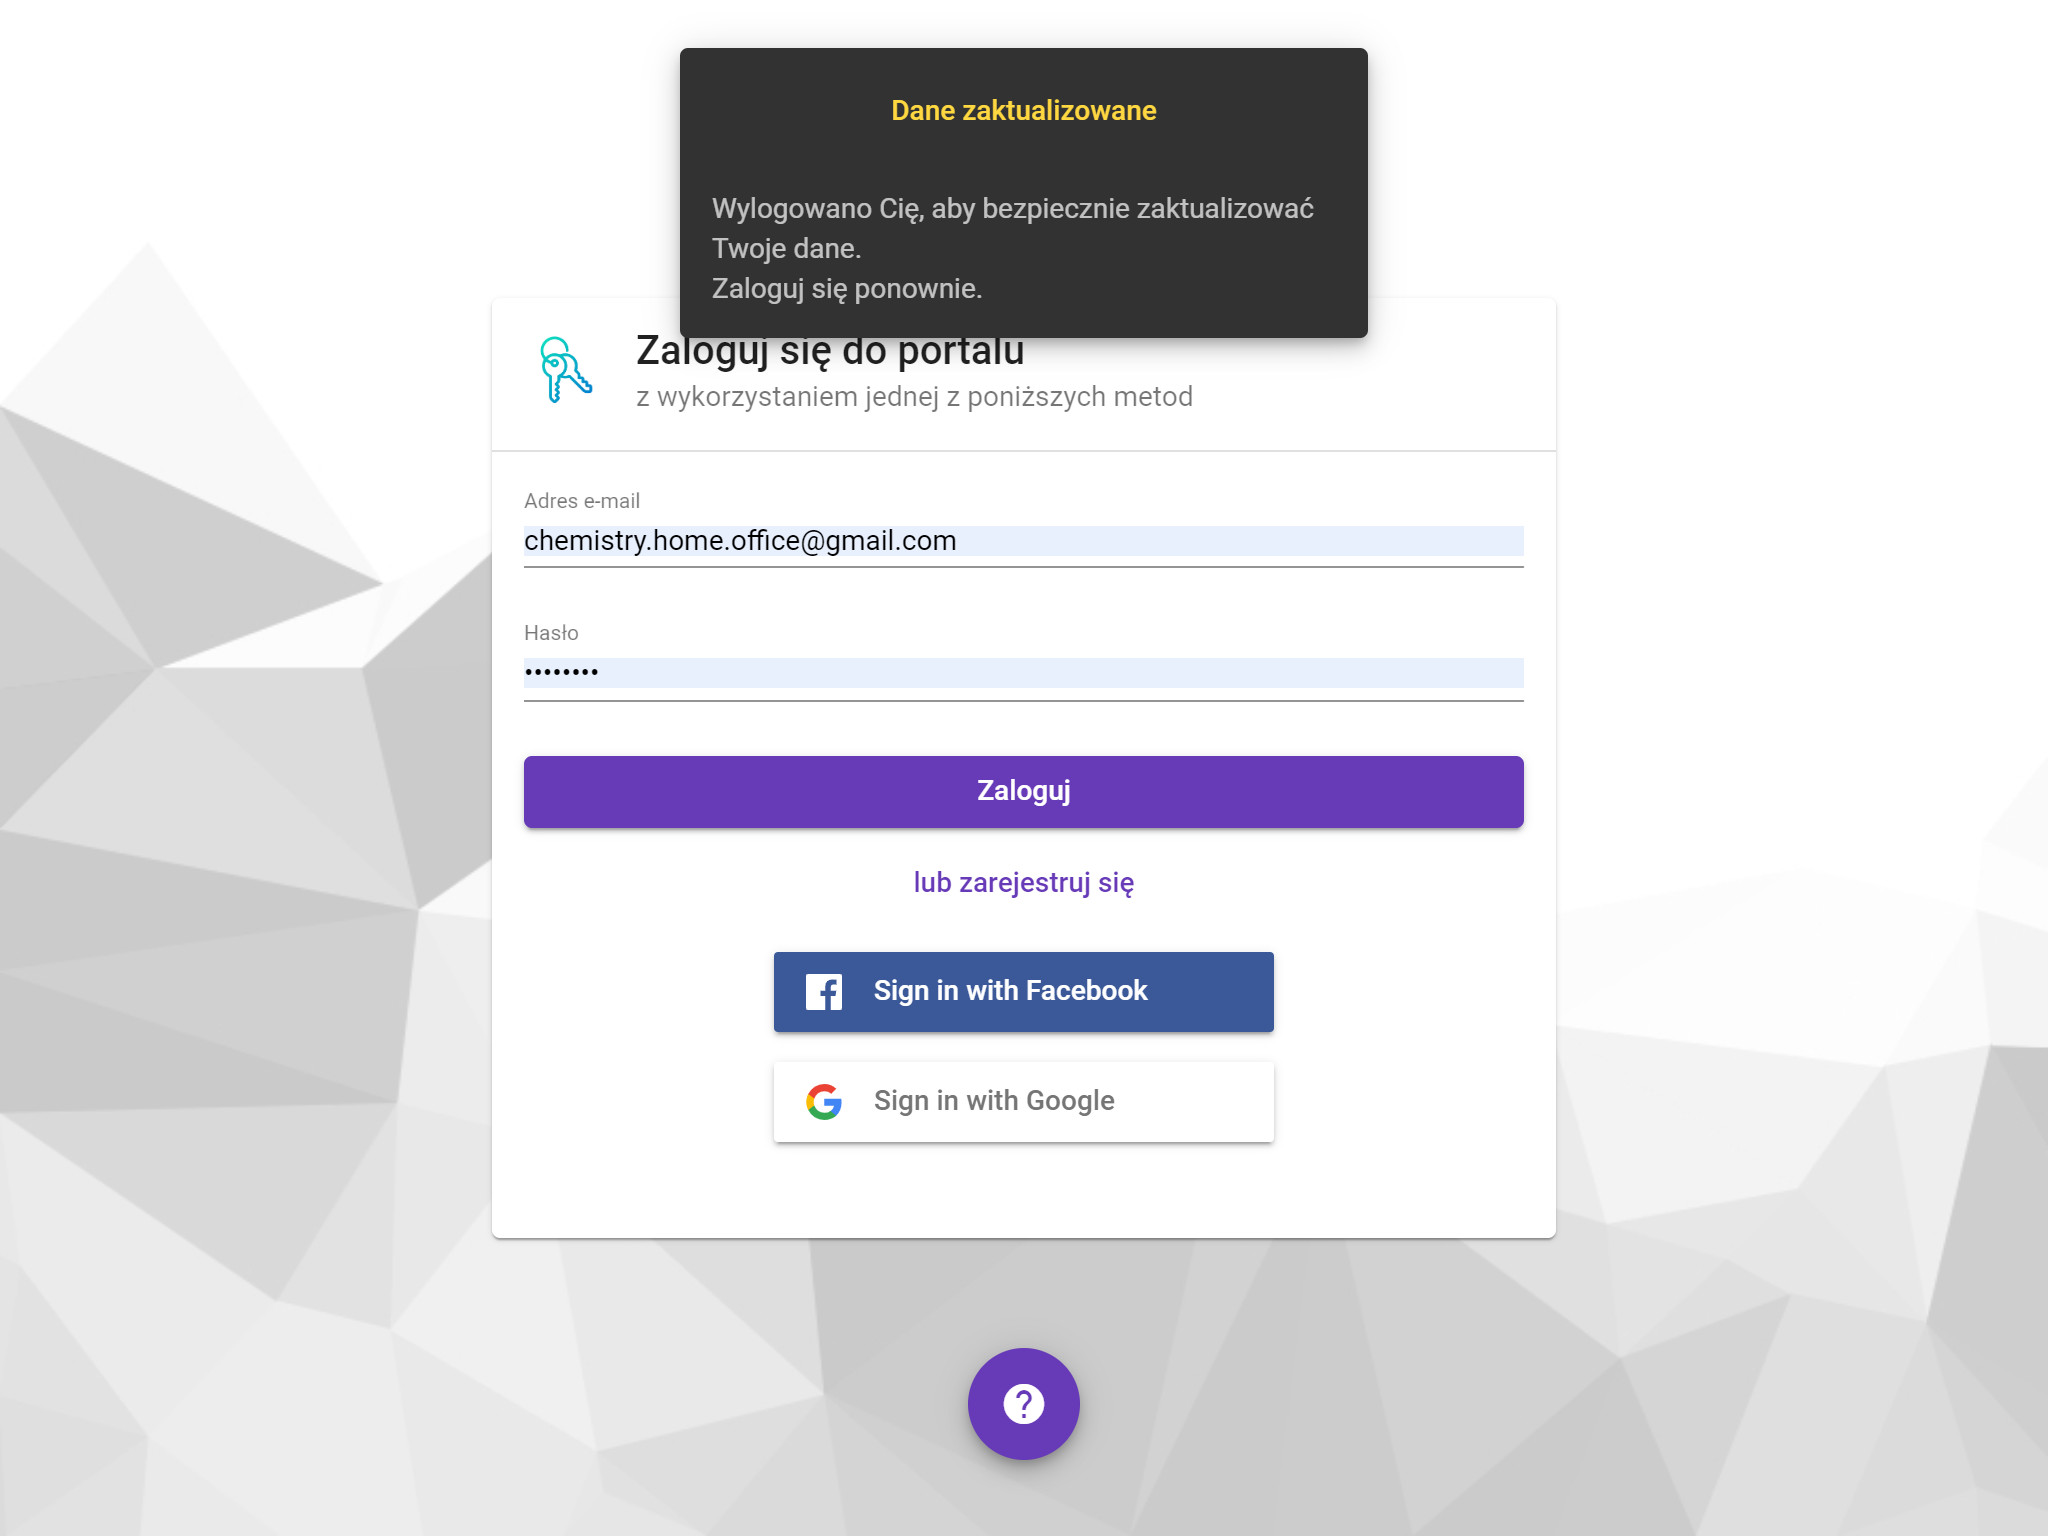 Dane zaktualizowane
Wylogowano Cię, aby bezpiecznie zaktualizować
Twoje dane.
Zaloguj się ponownie.
Zaloguj się do portalu
z wykorzystaniem jednej z poniższych metod
Adres e-mail
chemistry.home.office@gmail.com
Hasło
••••••••
Zaloguj
lub zarejestruj się
Sign in with Facebook
Sign in with Google
?